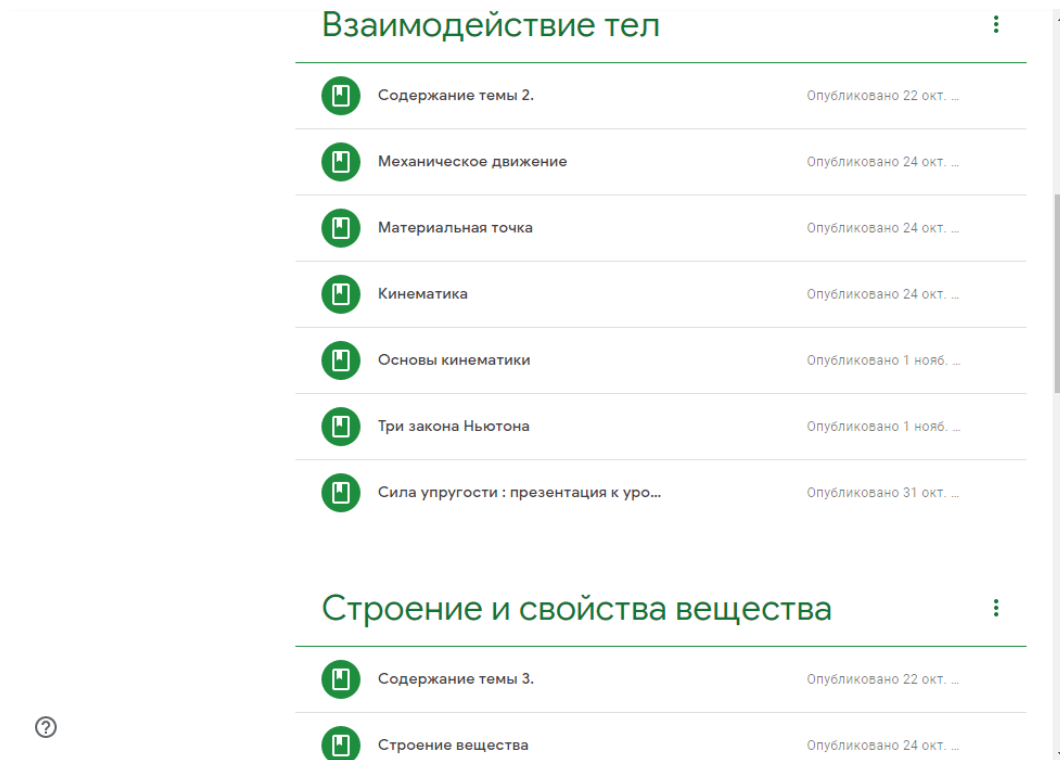 Взаимодействие тел
Содержание темы 2. Опубликовано 22 окт. ...
Механическое движение Опубликовано 24 окт. ...
Материальная точка Опубликовано 24 окт. ...
Кинематика Опубликовано 24 окт. ...
Основы кинематики Опубликовано 1 нояб. ...
Три закона Ньютона Опубликовано 1 нояб. ...
Сила упругости : презентация к уро... Опубликовано 31 окт. ...
Строение и свойства вещества
Содержание темы 3. Опубликовано 22 окт. ...
Строение вещества Опубликовано 24 окт. ...